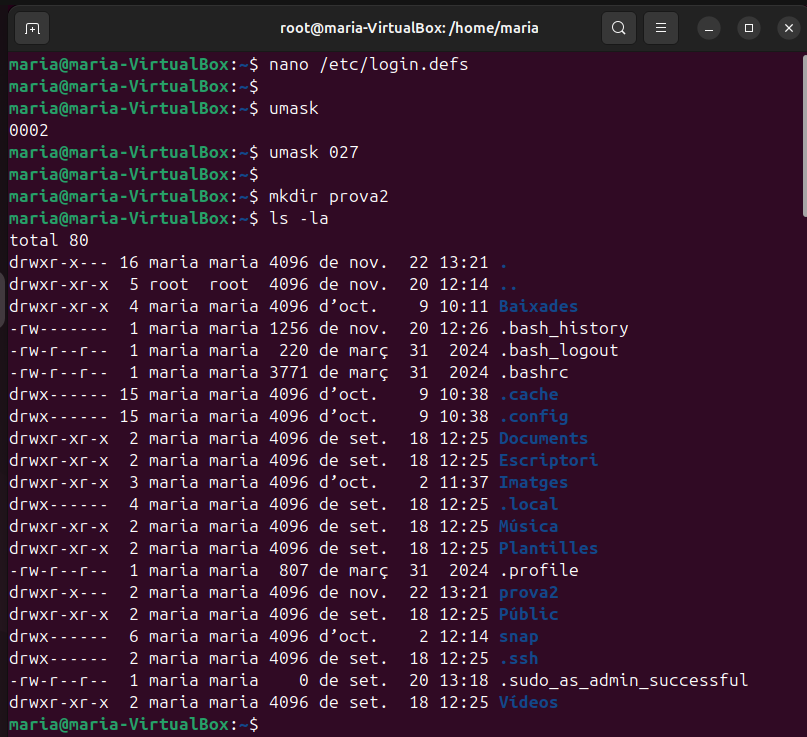 root@maria-VirtualBox: /home/maria
maria@maria-VirtualBox:~$ nano /etc/login.defs
maria@maria-VirtualBox:~$
maria@maria-VirtualBox:~$ umask
0002
maria@maria-VirtualBox:~$ umask 027
maria@maria-VirtualBox:~$
maria@maria-VirtualBox:~$ mkdir prova2
maria@maria-VirtualBox:~$ ls -la
total 80
drwxr-x--- 16 maria maria 4096 de nov.  22 13:21 .
drwxr-xr-x  5 root  root  4096 de nov.  20 12:14 ..
drwxr-xr-x  4 maria maria 4096 d’oct.    9 10:11 Baixades
-rw-------  1 maria maria 1256 de nov.  20 12:26 .bash_history
-rw-r--r--  1 maria maria  220 de març  31  2024 .bash_logout
-rw-r--r--  1 maria maria 3771 de març  31  2024 .bashrc
drwx------ 15 maria maria 4096 d’oct.    9 10:38 .cache
drwx------ 15 maria maria 4096 d’oct.    9 10:38 .config
drwxr-xr-x  2 maria maria 4096 de set.  18 12:25 Documents
drwxr-xr-x  2 maria maria 4096 de set.  18 12:25 Escriptori
drwxr-xr-x  3 maria maria 4096 d’oct.    2 11:37 Imatges
drwx------  4 maria maria 4096 de set.  18 12:25 .local
drwxr-xr-x  2 maria maria 4096 de set.  18 12:25 Música
drwxr-xr-x  2 maria maria 4096 de set.  18 12:25 Plantilles
-rw-r--r--  1 maria maria  807 de març  31  2024 .profile
drwxr-x---  2 maria maria 4096 de nov.  22 13:21 prova2
drwxr-xr-x  2 maria maria 4096 de set.  18 12:25 Públic
drwx------  6 maria maria 4096 d’oct.    2 12:14 snap
drwx------  2 maria maria 4096 de set.  18 12:25 .ssh
-rw-r--r--  1 maria maria    0 de set.  20 13:18 .sudo_as_admin_successful
drwxr-xr-x  2 maria maria 4096 de set.  18 12:25 Vídeos
maria@maria-VirtualBox:~$